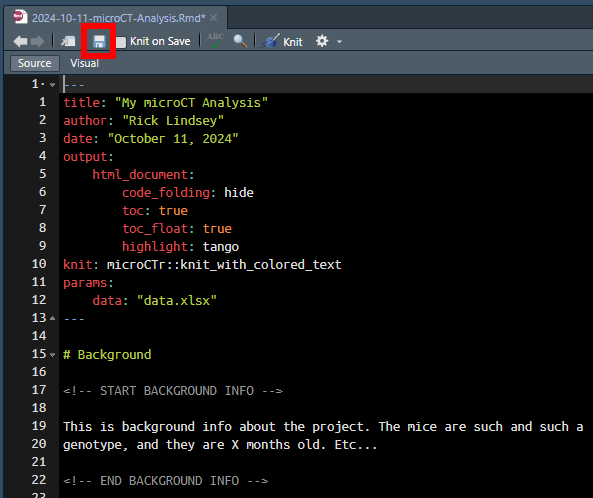 2024-10-11-microCT-Analysis.Rmd*
Knit on Save ABC Knit
Source Visual
1 ---
1 title: "My microCT Analysis"
2 author: "Rick Lindsey"
3 date: "October 11, 2024"
4 output:
5     html_document:
6         code_folding: hide
7         toc: true
8         toc_float: true
9         highlight: tango
10 knit: microCTr::knit_with_colored_text
11 params:
12     data: "data.xlsx"
13 ---
14
15 # Background
16
17 <!-- START BACKGROUND INFO -->
18
19 This is background info about the project. The mice are such and such a
20 genotype, and they are X months old. Etc...
21
22 <!-- END BACKGROUND INFO -->
23